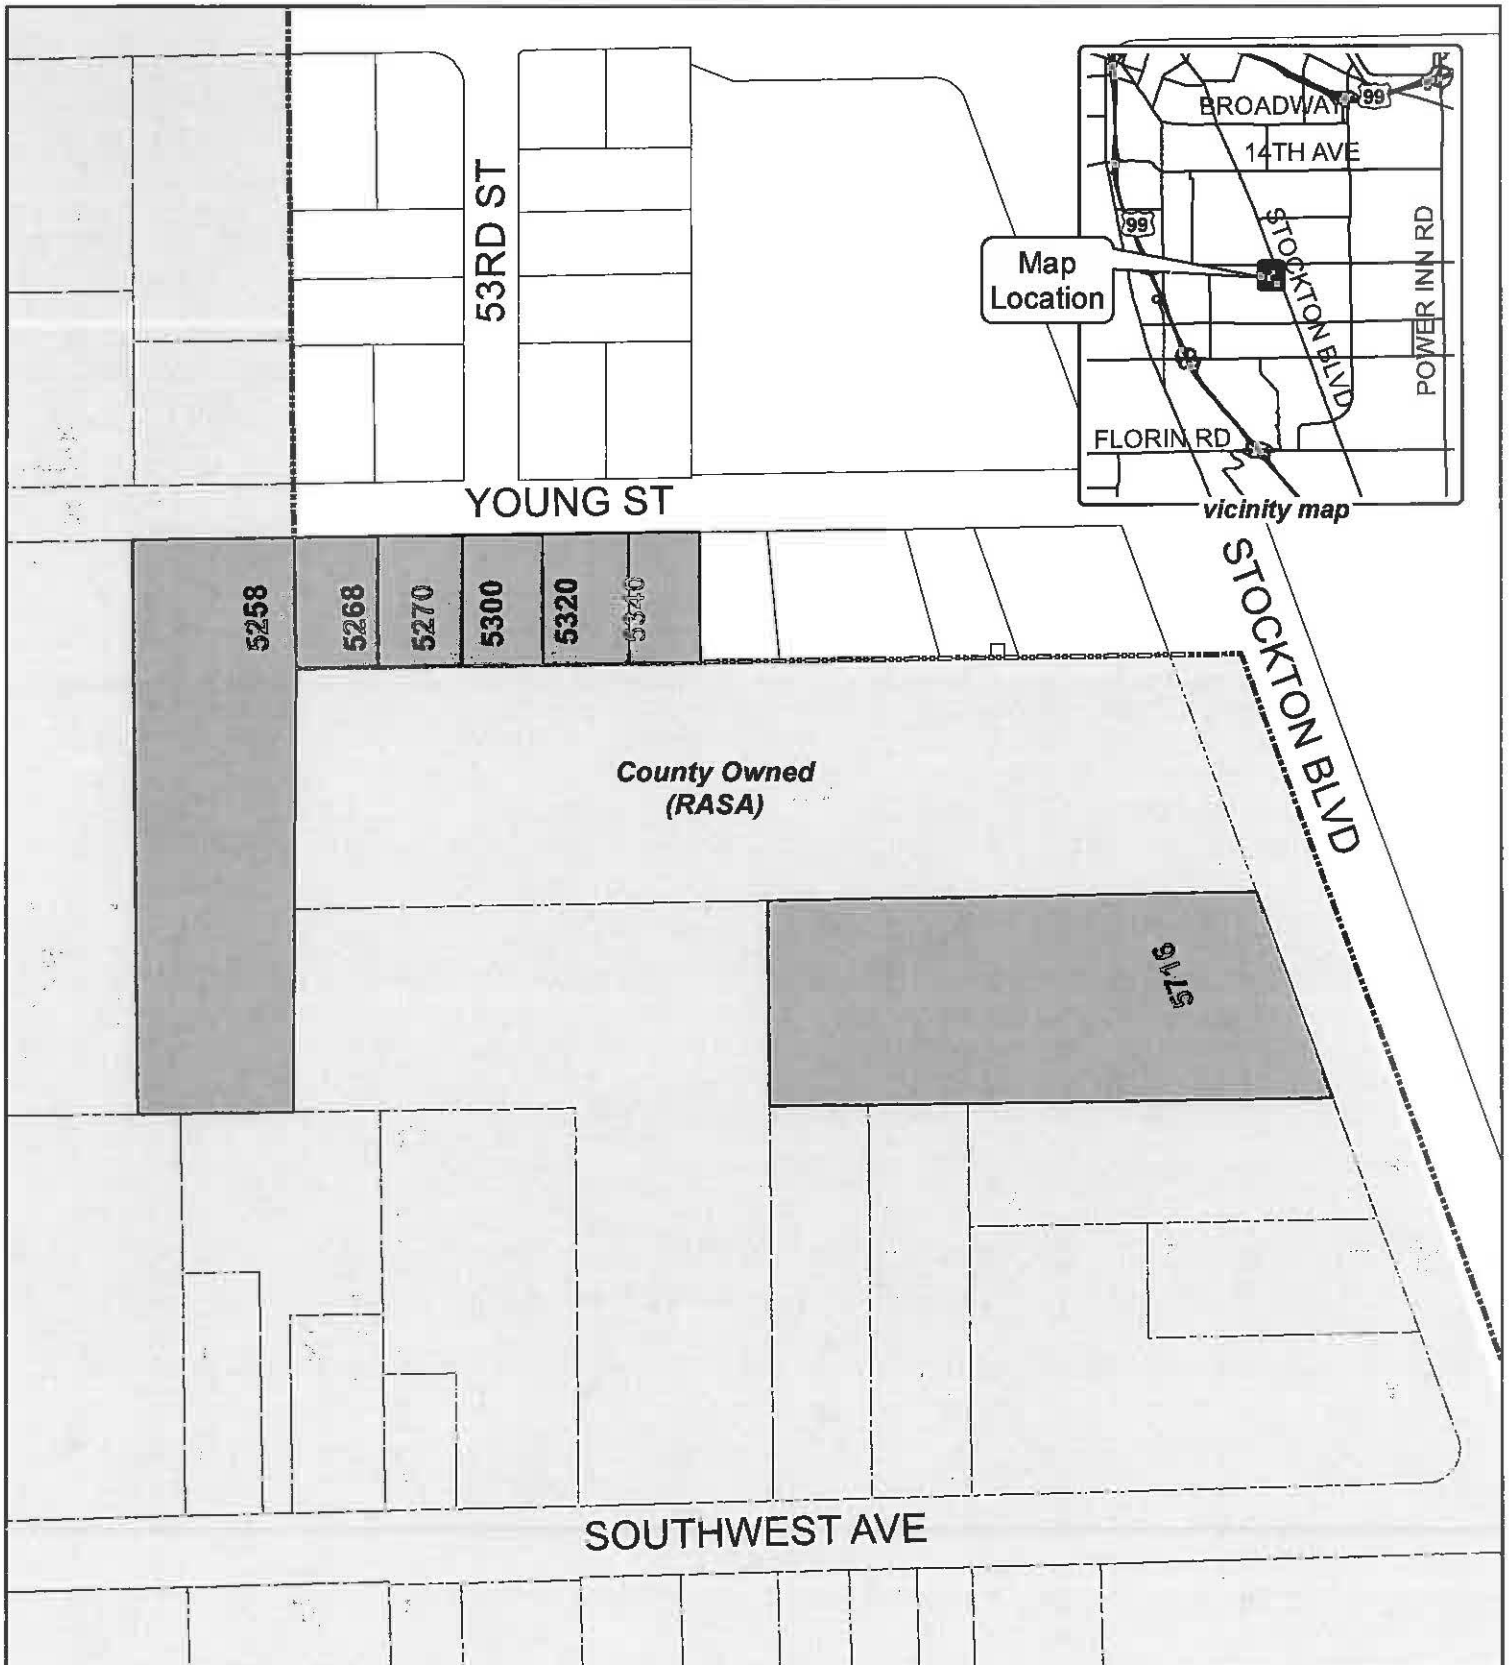 BROADWAY
99
14TH AVE
53RD ST
99
STOCKTON BLVD
POWER INN RD
Map
Location
FLORIN RD
YOUNG ST
vicinity map
STOCKTON BLVD
5258
5268
5270
5300
5320
5340
County Owned
(RASA)
5716
SOUTHWEST AVE